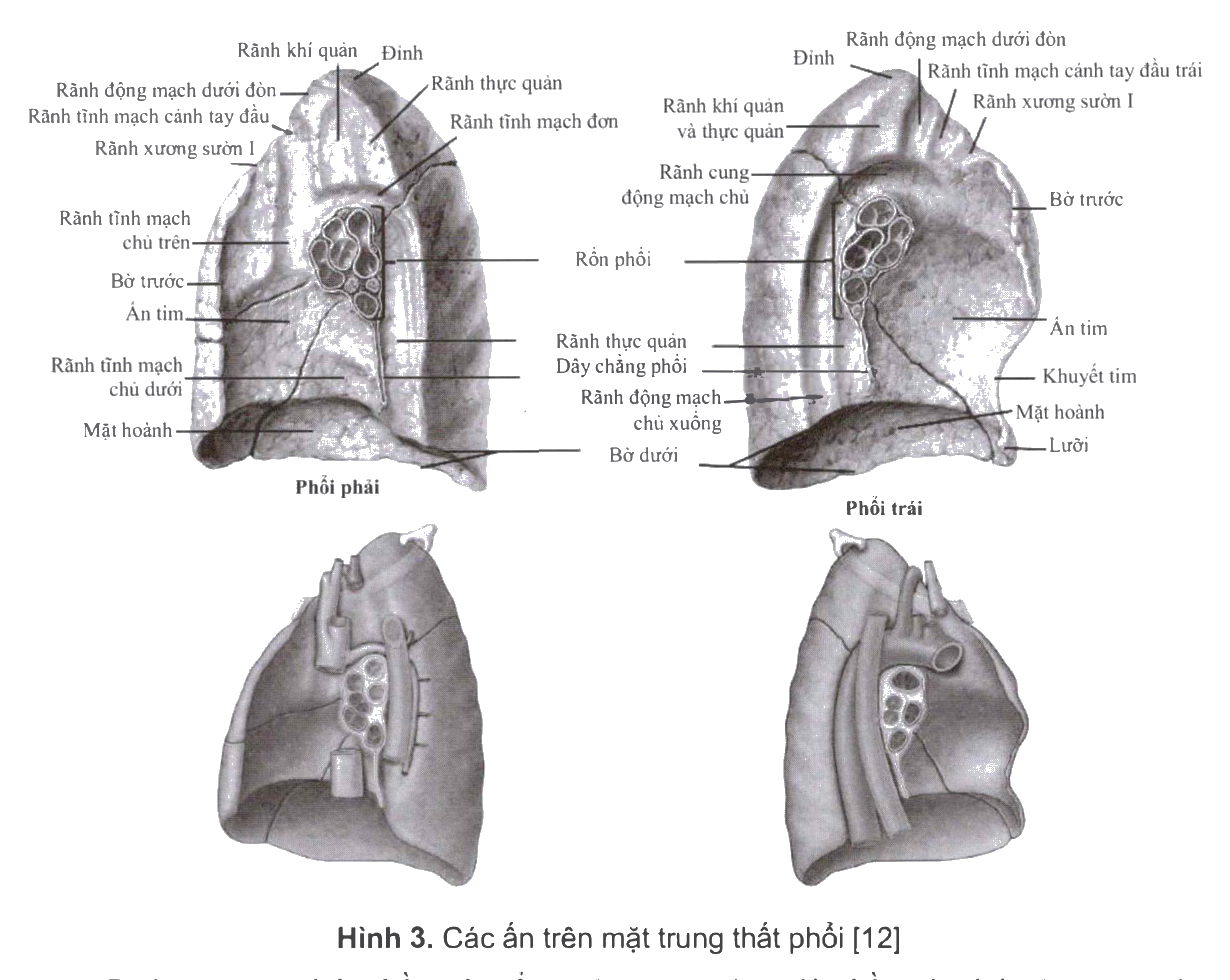 Rãnh khí quản
Đỉnh
Rãnh động mạch dưới đòn
Rãnh thực quản
Rãnh tĩnh mạch cánh tay đầu
Rãnh tĩnh mạch đơn
Rãnh xương sườn I
Rãnh tĩnh mạch
chủ trên
Bờ trước
Ấn tim
Rãnh tĩnh mạch
chủ dưới
Mặt hoành
Phổi phải
Rãnh động mạch dưới đòn
Đỉnh
Rãnh tĩnh mạch cánh tay đầu trái
Rãnh khí quản
và thực quản
Rãnh xương sườn I
Rãnh cung
động mạch chủ
Bờ trước
Rốn phổi
Ấn tim
Rãnh thực quản
Dây chằng phổi
Khuyết tim
Rãnh động mạch
chủ xuống
Mặt hoành
Bờ dưới
Lưỡi
Phổi trái
Hình 3. Các ấn trên mặt trung thất phổi [12]